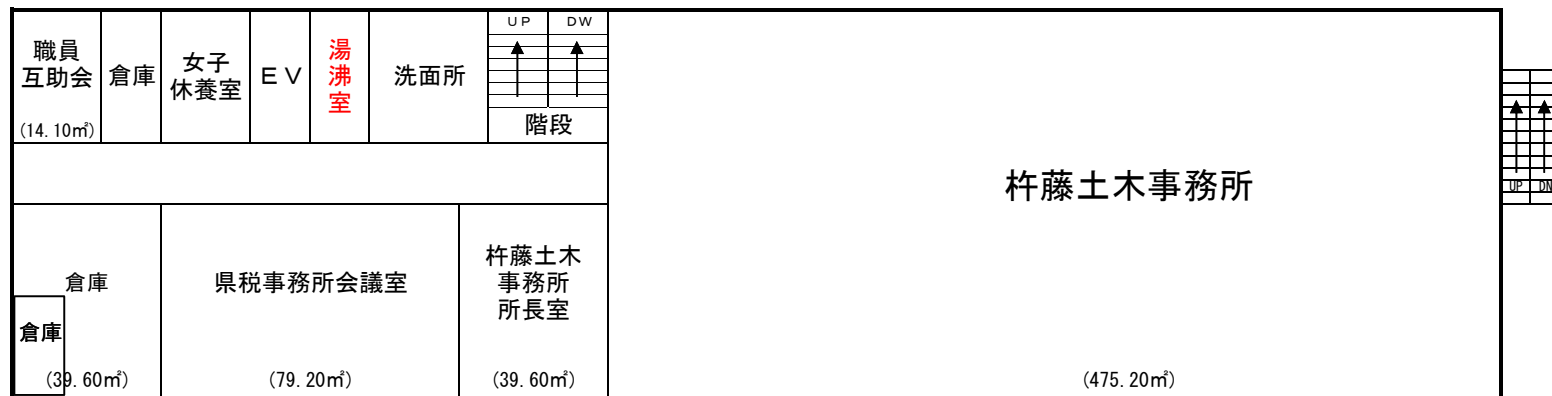 職員
互助会
(14.10㎡)
倉庫
女子
休養室
ＥＶ
湯
沸
室
洗面所
ＵＰ
ＤＷ
階段
杵藤土木事務所
(475.20㎡)
UP
DN
倉庫
倉庫
(39.60㎡)
県税事務所会議室
(79.20㎡)
杵藤土木
事務所
所長室
(39.60㎡)